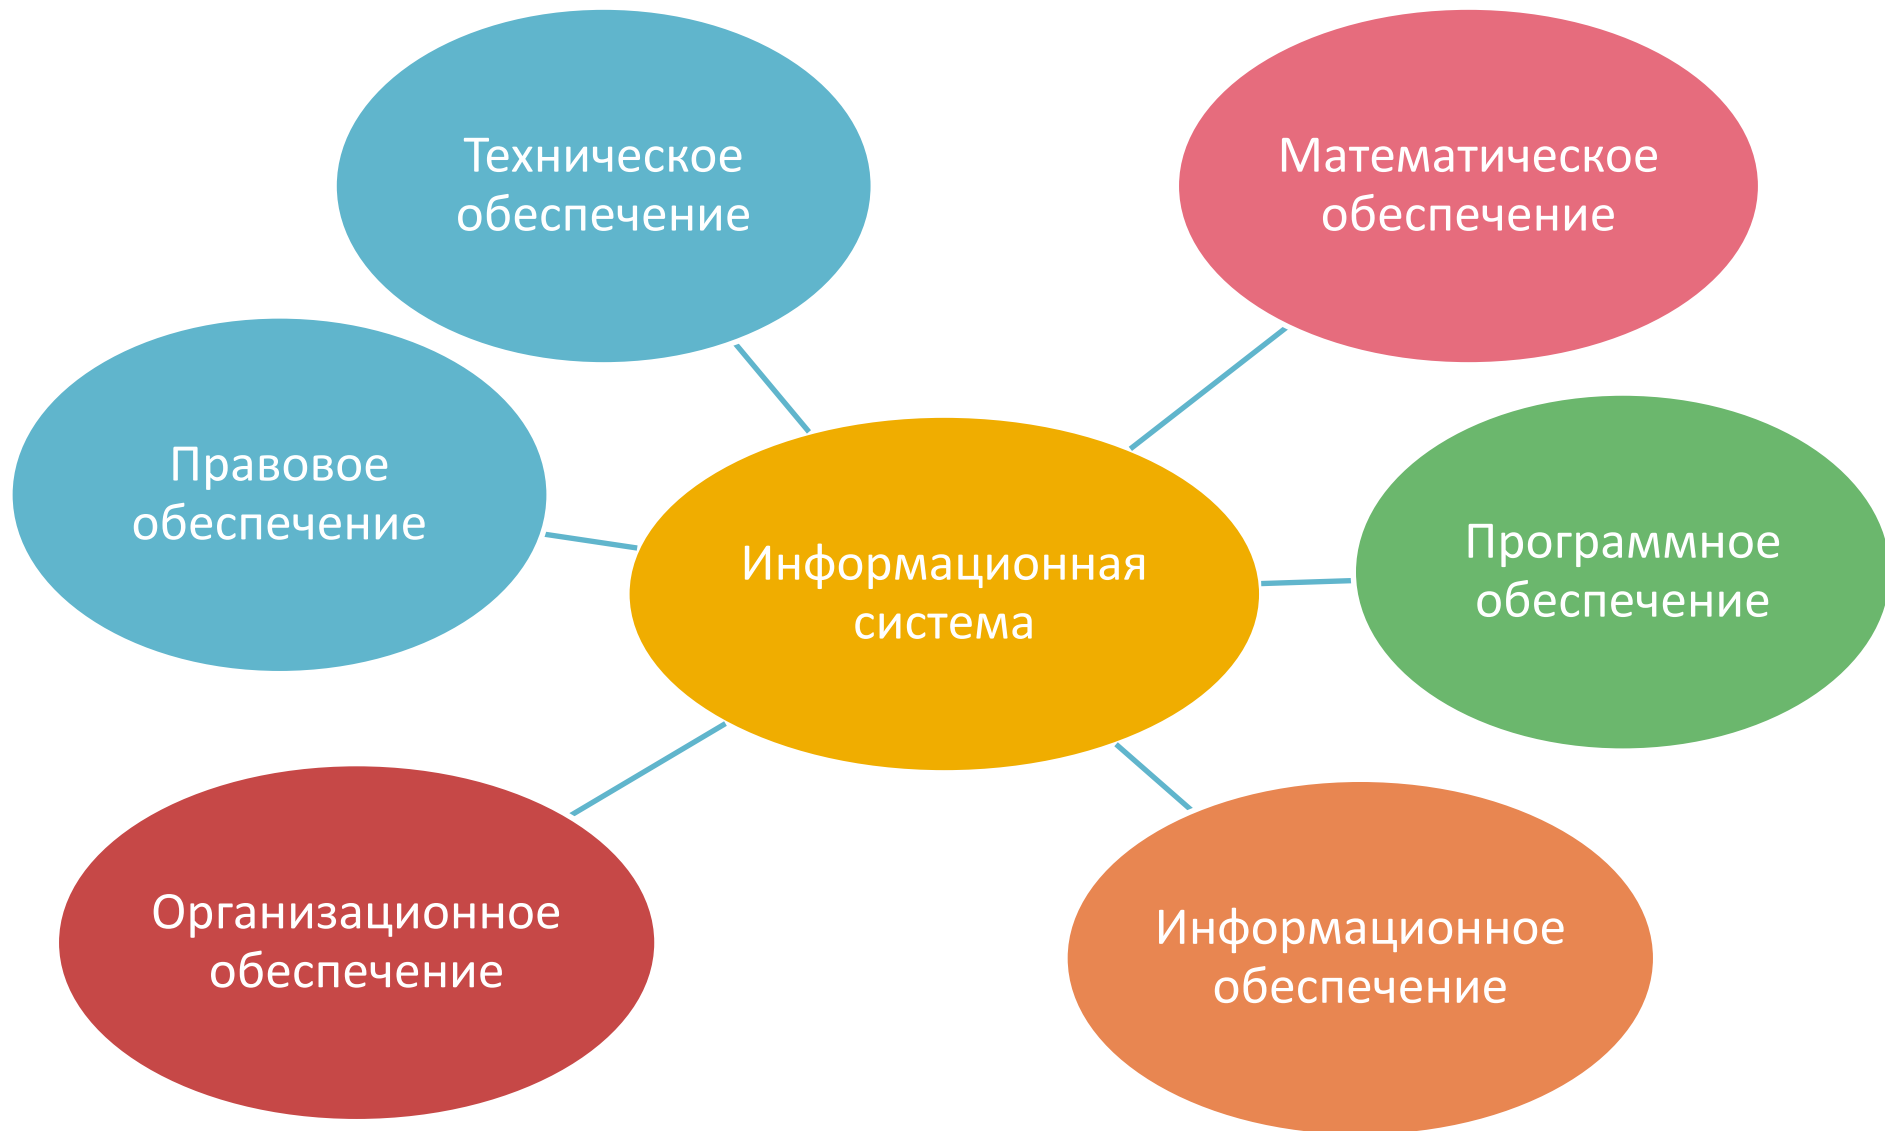 Техническое
обеспечение
Математическое
обеспечение
Правовое
обеспечение
Информационная
система
Программное
обеспечение
Организационное
обеспечение
Информационное
обеспечение